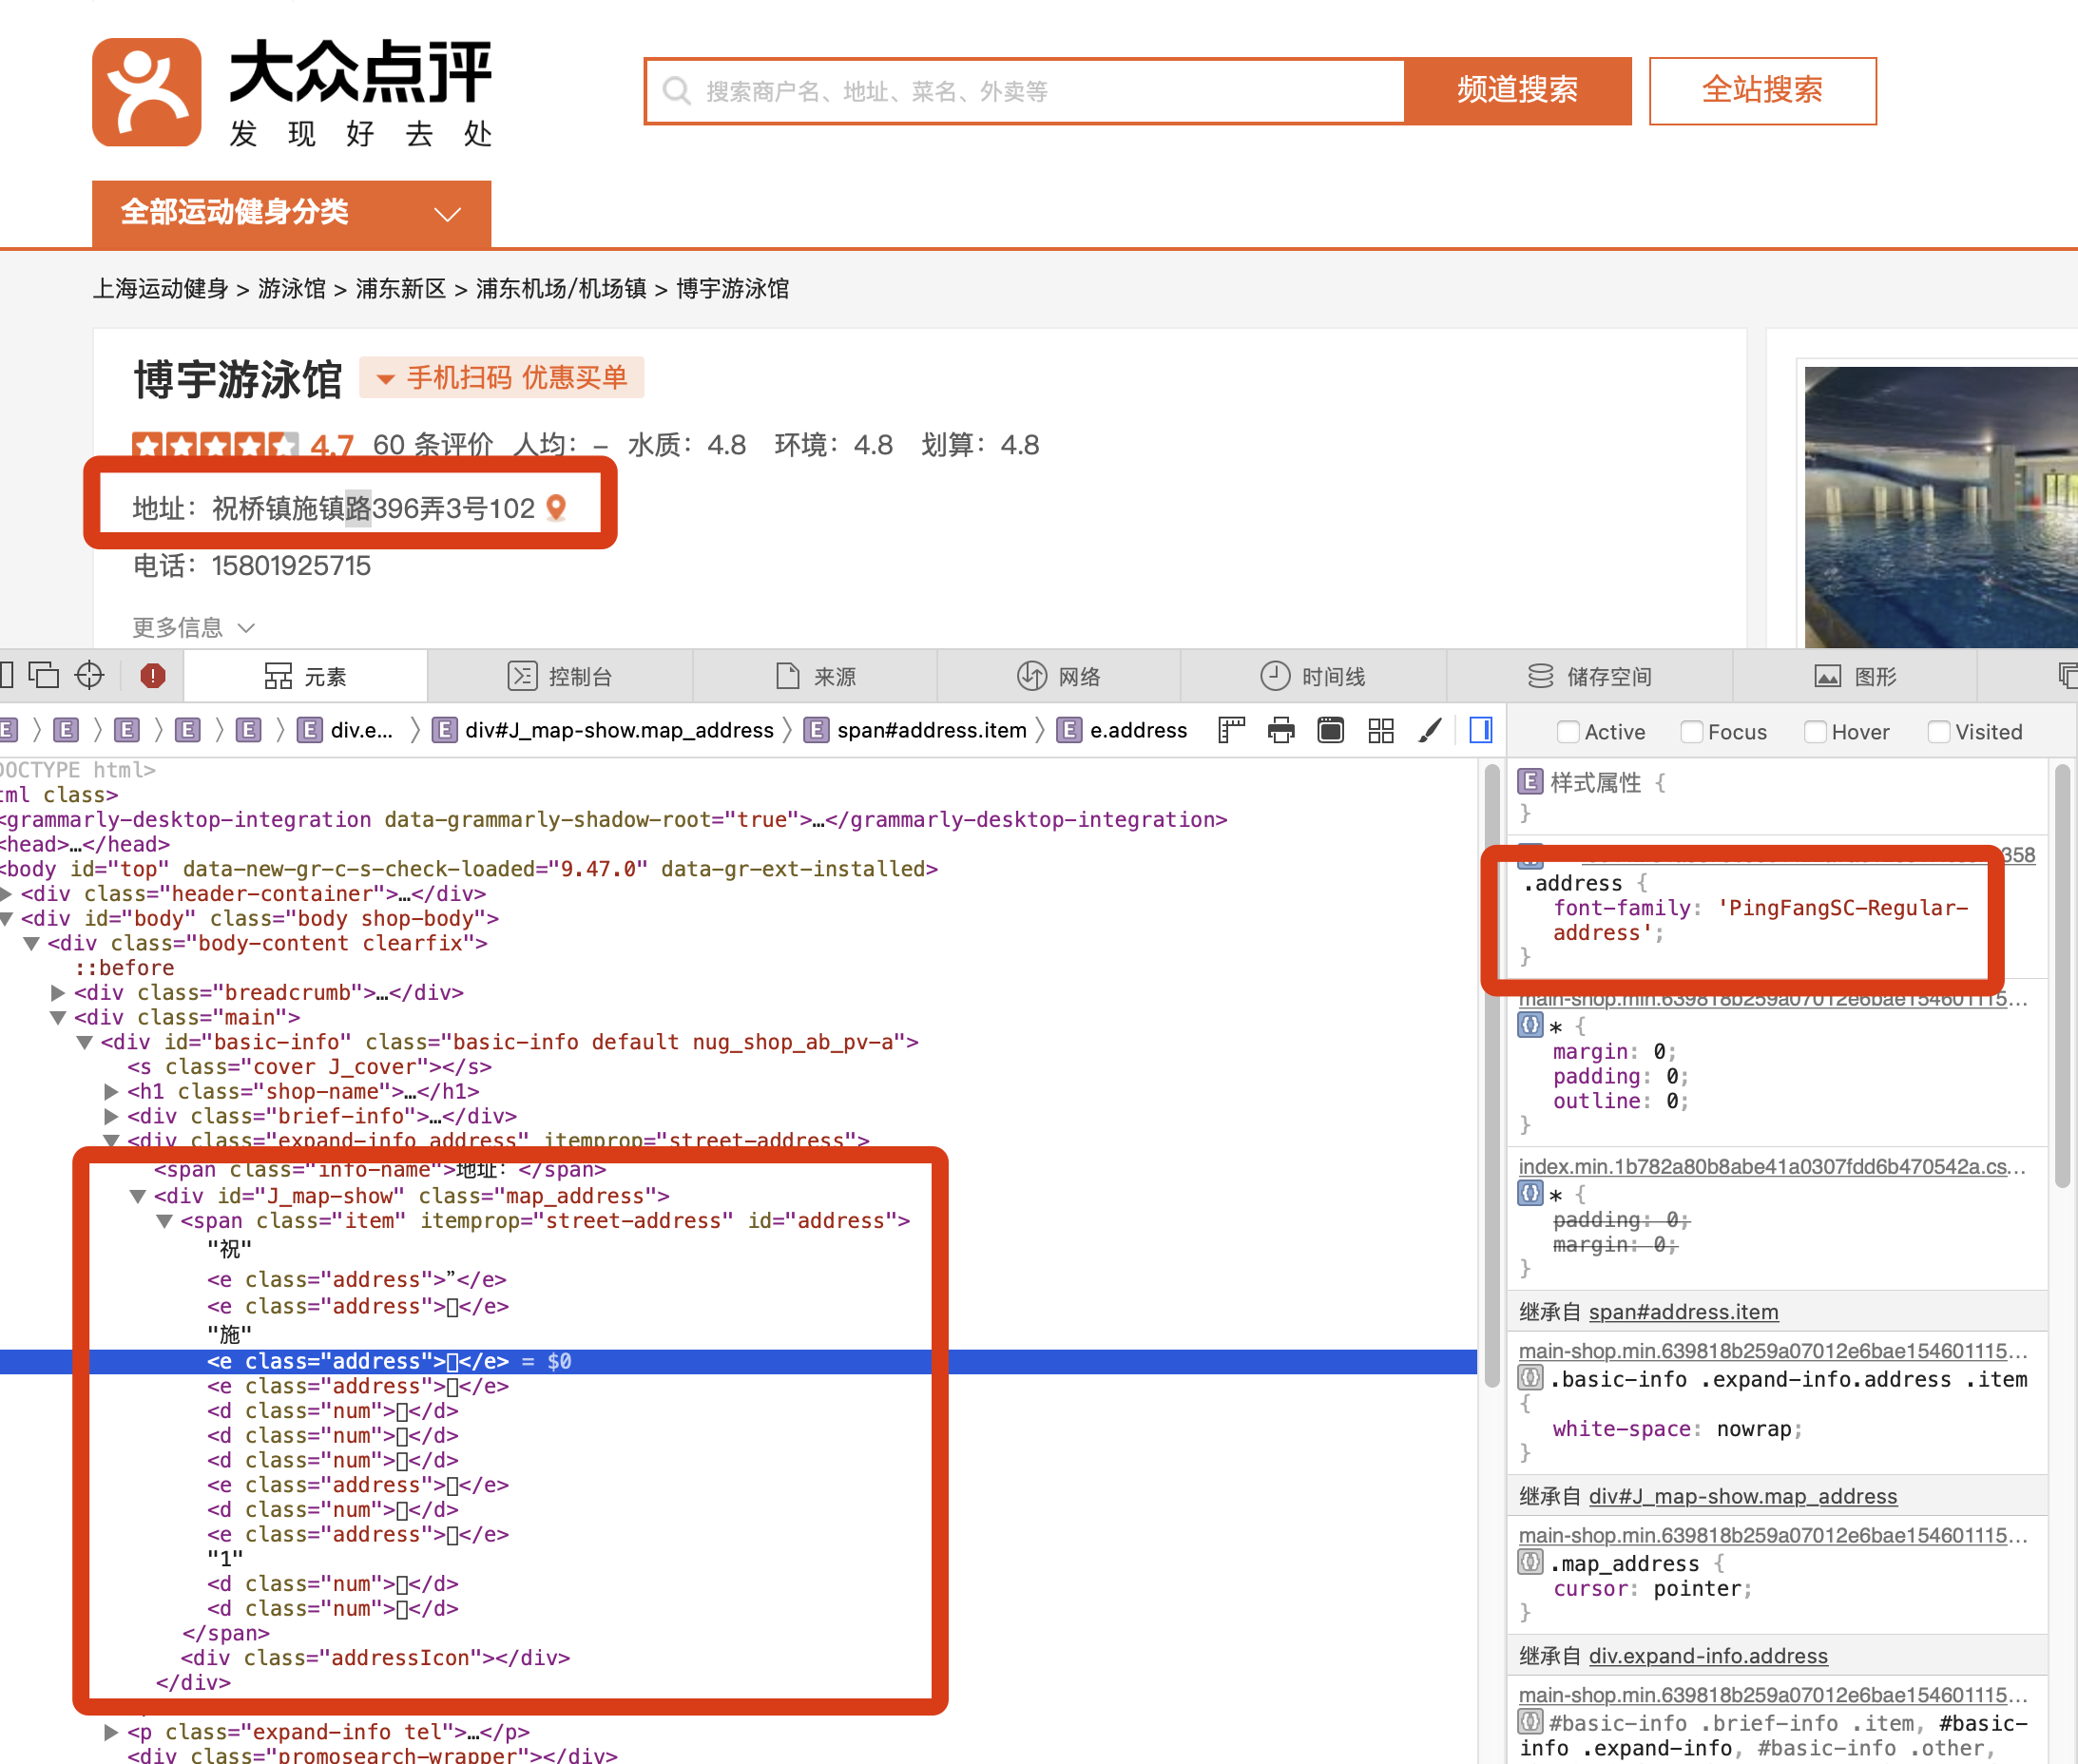 大众点评
发现好去处
搜索商户名、地址、菜名、外卖等
频道搜索
全站搜索
全部运动健身分类
上海运动健身 > 游泳馆 > 浦东新区 > 浦东机场/机场镇 > 博宇游泳馆
博宇游泳馆
手机扫码 优惠买单
4.7 60 条评价 人均：– 水质：4.8 环境：4.8 划算：4.8
地址：祝桥镇施镇路396弄3号102
电话：15801925715
更多信息
元素
控制台
来源
网络
时间线
储存空间
图形
E E E E E E div.e... E div#J_map-show.map_address E span#address.item E e.address
Active Focus Hover Visited
DOCTYPE html>
tml class>
<grammarly-desktop-integration data-grammarly-shadow-root="true">…</grammarly-desktop-integration>
<head>…</head>
<body id="top" data-new-gr-c-s-check-loaded="9.47.0" data-gr-ext-installed>
<div class="header-container">…</div>
<div id="body" class="body shop-body">
<div class="body-content clearfix">
::before
<div class="breadcrumb">…</div>
<div class="main">
<div id="basic-info" class="basic-info default nug_shop_ab_pv-a">
<s class="cover J_cover"></s>
<h1 class="shop-name">…</h1>
<div class="brief-info">…</div>
<div class="expand-info address" itemprop="street-address">
<span class="info-name">地址：</span>
<div id="J_map-show" class="map_address">
<span class="item" itemprop="street-address" id="address">
"祝"
<e class="address">”</e>
<e class="address">▯</e>
"施"
<e class="address">▯</e> = $0
<e class="address">▯</e>
<d class="num">▯</d>
<d class="num">▯</d>
<d class="num">▯</d>
<e class="address">▯</e>
<d class="num">▯</d>
<e class="address">▯</e>
"1"
<d class="num">▯</d>
<d class="num">▯</d>
</span>
<div class="addressIcon"></div>
</div>
<p class="expand-info tel">…</p>
<div class="promosearch-wrapper"></div>
E 样式属性 {
}
358
.address {
font-family: 'PingFangSC-Regular-
address';
}
main-shop.min.639818b259a07012e6bae154601115…
* {
margin: 0;
padding: 0;
outline: 0;
}
index.min.1b782a80b8abe41a0307fdd6b470542a.cs…
* {
padding: 0;
margin: 0;
}
继承自 span#address.item
main-shop.min.639818b259a07012e6bae154601115…
.basic-info .expand-info.address .item
{
white-space: nowrap;
}
继承自 div#J_map-show.map_address
main-shop.min.639818b259a07012e6bae154601115…
.map_address {
cursor: pointer;
}
继承自 div.expand-info.address
main-shop.min.639818b259a07012e6bae154601115…
#basic-info .brief-info .item, #basic-
info .expand-info, #basic-info .other,